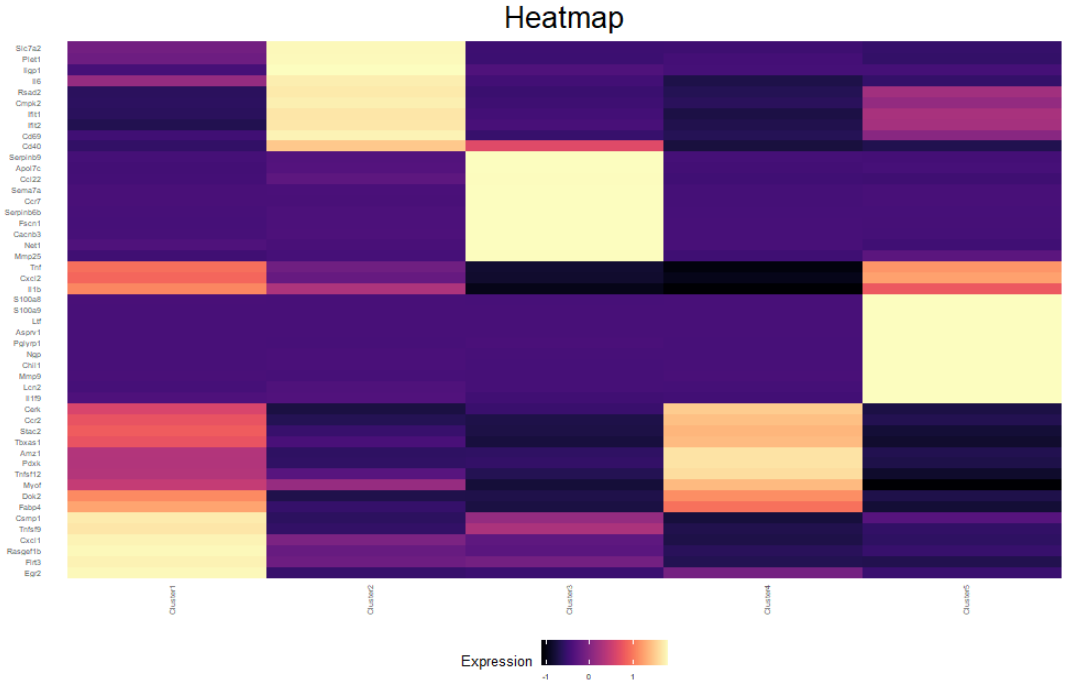 Heatmap
Slc7a2
Plet1
Iigp1
Il6
Rsad2
Cmpk2
Ifit1
Ifit2
Cd69
Cd40
Serpinb9
Apol7c
Ccl22
Sema7a
Ccr7
Serpinb6b
Fscn1
Cacnb3
Net1
Mmp25
Tnf
Cxcl2
Il1b
S100a8
S100a9
Ltf
Asprv1
Pglyrp1
Ngp
Chil1
Mmp9
Lcn2
Il1f9
Cerk
Ccr2
Stac2
Tbxas1
Amz1
Pdxk
Tnfsf12
Myof
Dok2
Fabp4
Csrnp1
Tnfsf9
Cxcl1
Rasgef1b
Flrt3
Egr2
Cluster1 Cluster2 Cluster3 Cluster4 Cluster5
Expression
-1 0 1